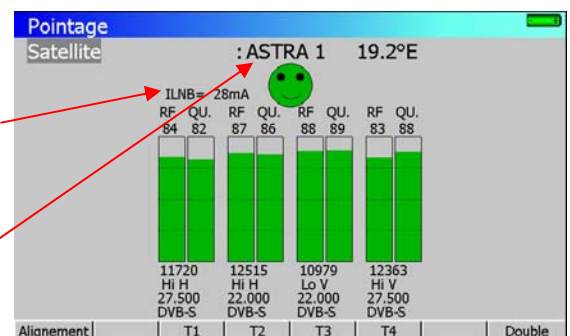 Pointage
Satellite : ASTRA 1 19.2°E
ILNB= 28mA
RF QU. RF QU. RF QU. RF QU.
84 82 87 86 88 89 83 88
11720 12515 10979 12363
Hi H Hi H Lo V Hi V
27.500 22.000 22.000 27.500
DVB-S DVB-S DVB-S DVB-S
Alignement T1 T2 T3 T4 Double